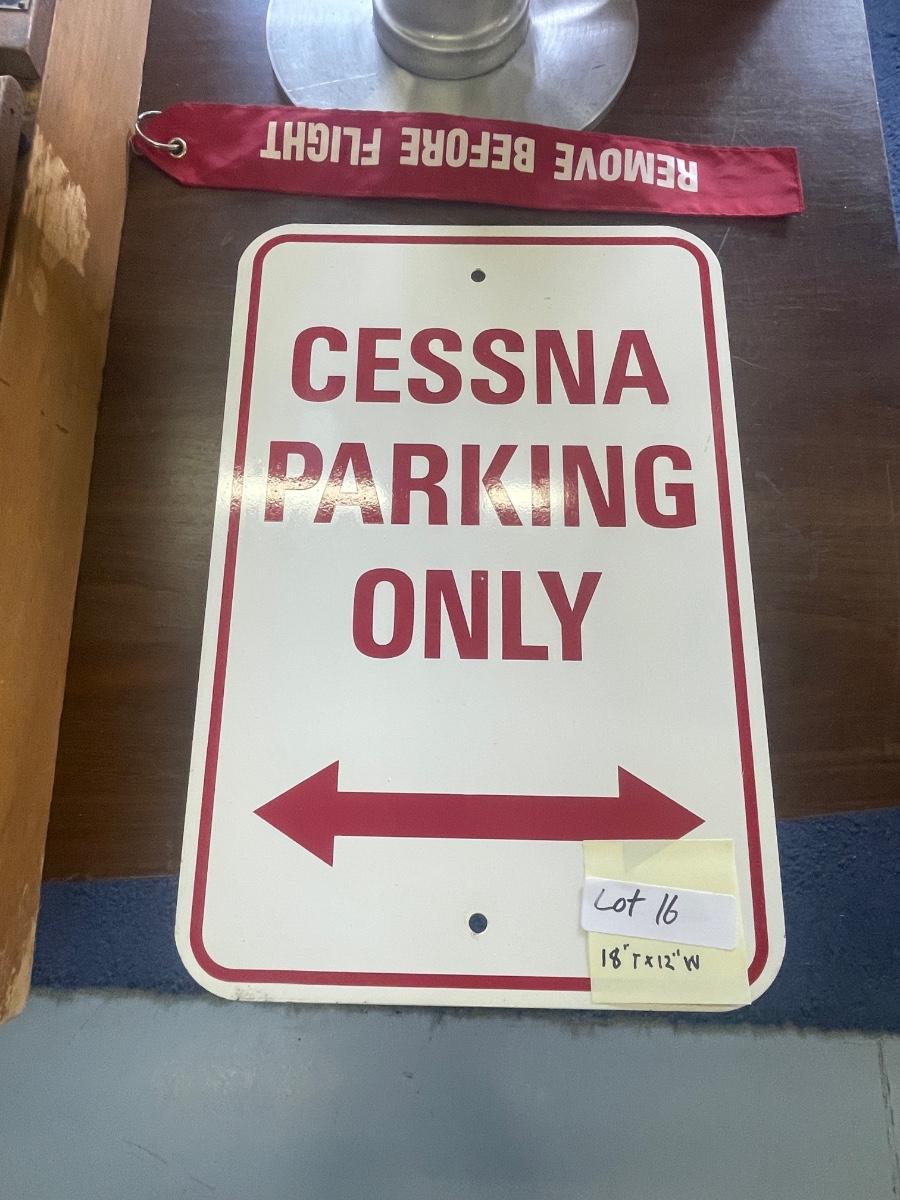 REMOVE BEFORE FLIGHT
CESSNA
PARKING
ONLY
Lot 16
18"T x 12"W